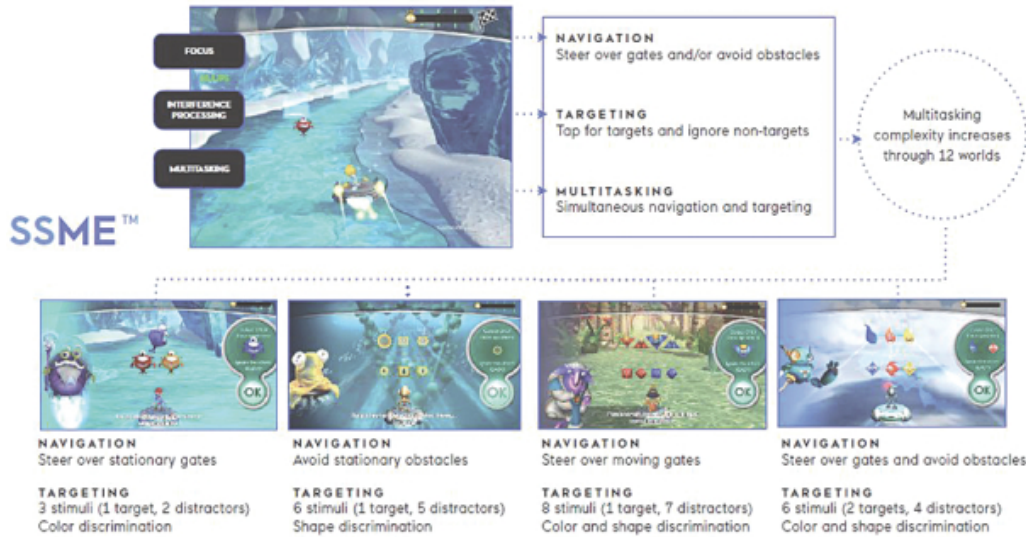 FOCUS
INTERFERENCE
PROCESSING
MULTITASKING
NAVIGATION
Steer over gates and/or avoid obstacles
TARGETING
Tap for targets and ignore non-targets
MULTITASKING
Simultaneous navigation and targeting
Multitasking
complexity increases
through 12 worlds
SSME™
OK
OK
OK
OK
NAVIGATION
Steer over stationary gates
TARGETING
3 stimuli (1 target, 2 distractors)
Color discrimination
NAVIGATION
Avoid stationary obstacles
TARGETING
6 stimuli (1 target, 5 distractors)
Shape discrimination
NAVIGATION
Steer over moving gates
TARGETING
8 stimuli (1 target, 7 distractors)
Color and shape discrimination
NAVIGATION
Steer over gates and avoid obstacles
TARGETING
6 stimuli (2 targets, 4 distractors)
Color and shape discrimination